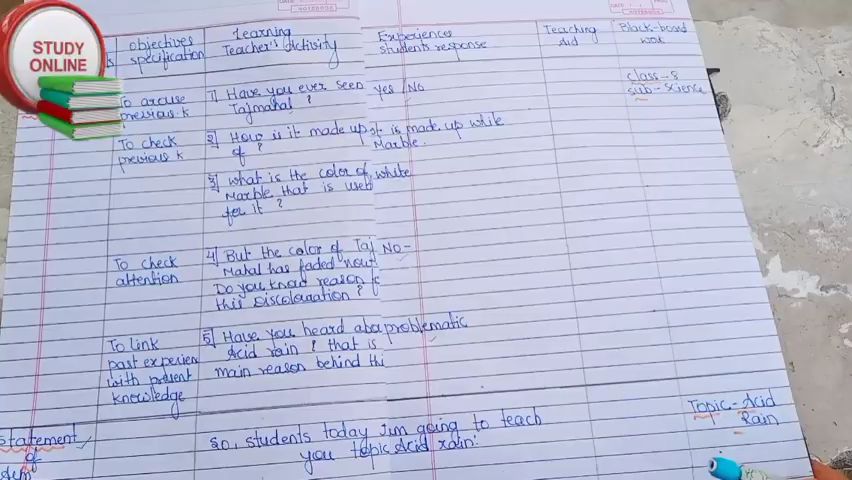 STUDY
ONLINE
objectives
specification
Learning
Teacher's Activity
Experiences
students response
Teaching
Aid
Black-board
work
class-8
sub-Science
To arouse
previous.k
1) Have you ever seen
Tajmahal ?
yes /No
To check
previous k
2) How is it made up
of ?
It is made up white
Marble.
3) what is the color of
Marble that is used
for it ?
white
To check
attention
4) But the color of Taj
Mahal has faded now.
Do you know reason f
this Discoloration ?
NO-
To link
past experien
with present
knowledge
5) Have you heard abo
Acid rain ? that is
main reason behind thi
problematic
Statement
of
So, students today I'm going to teach
you topic Acid rain.
Topic-Acid
Rain